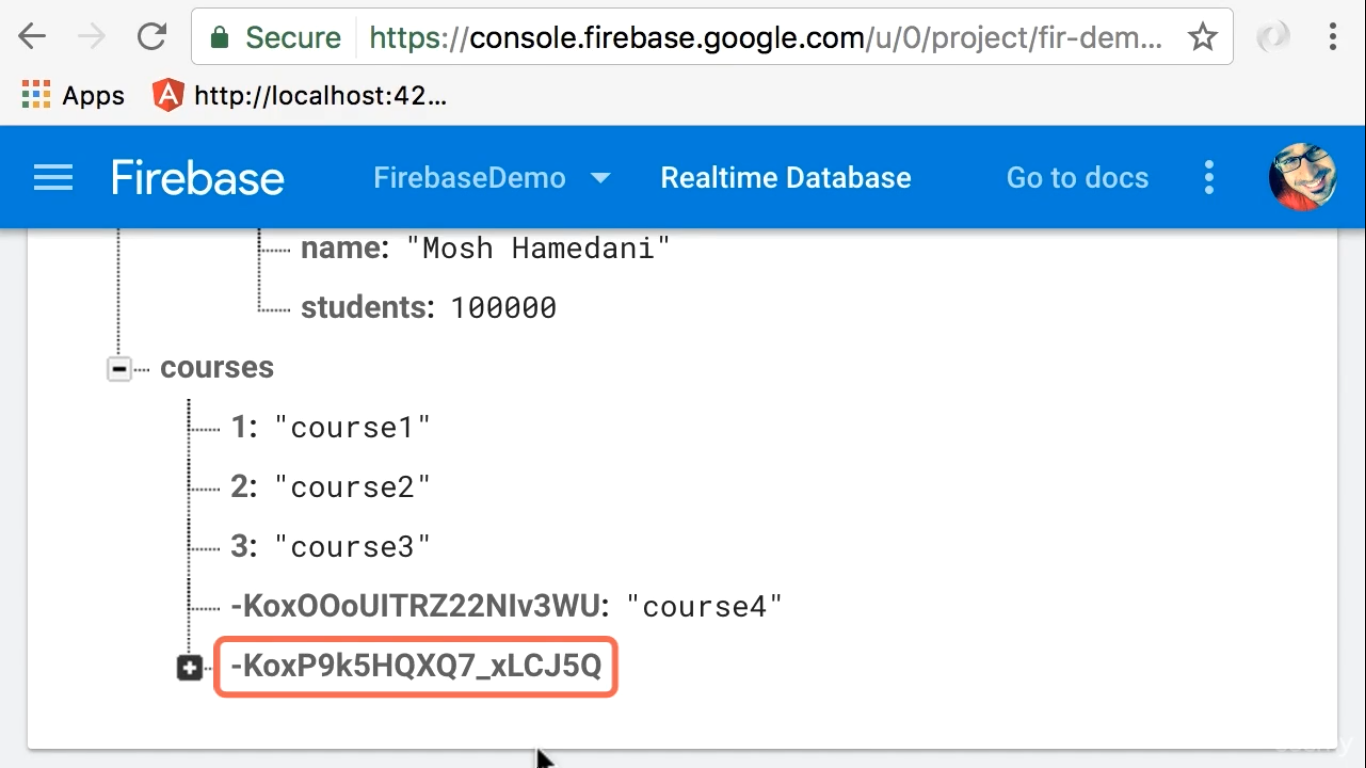 Secure https://console.firebase.google.com/u/0/project/fir-dem...
Apps http://localhost:42...
Firebase FirebaseDemo Realtime Database Go to docs
name: "Mosh Hamedani"
students: 100000
courses
1: "course1"
2: "course2"
3: "course3"
-KoxOOoUITRZ22NIv3WU: "course4"
-KoxP9k5HQXQ7_xLCJ5Q